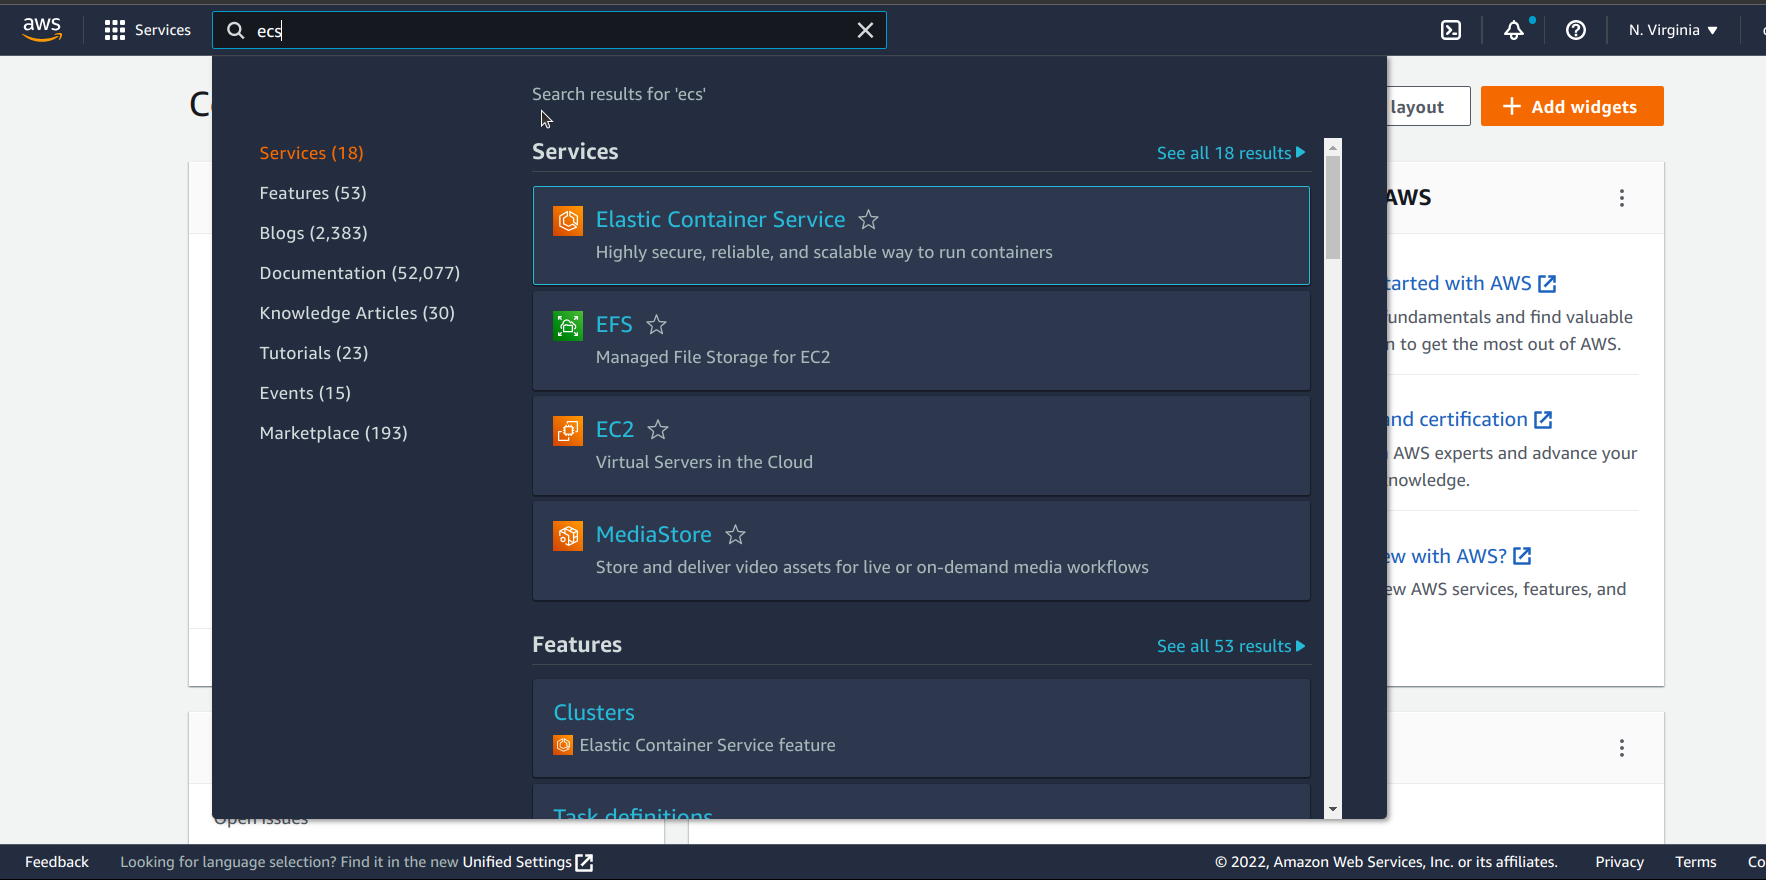 aws
Services
ecs
N. Virginia
Search results for 'ecs'
layout
Add widgets
Services (18)
Features (53)
Blogs (2,383)
Documentation (52,077)
Knowledge Articles (30)
Tutorials (23)
Events (15)
Marketplace (193)
Services
See all 18 results
Elastic Container Service
Highly secure, reliable, and scalable way to run containers
EFS
Managed File Storage for EC2
EC2
Virtual Servers in the Cloud
MediaStore
Store and deliver video assets for live or on-demand media workflows
Features
See all 53 results
Clusters
Elastic Container Service feature
Task definitions
AWS
with AWS
and find valuable
to get the most out of AWS.
certification
AWS experts and advance your
with AWS?
AWS services, features, and
Open issues
Feedback
Looking for language selection? Find it in the new Unified Settings
© 2022, Amazon Web Services, Inc. or its affiliates.
Privacy
Terms